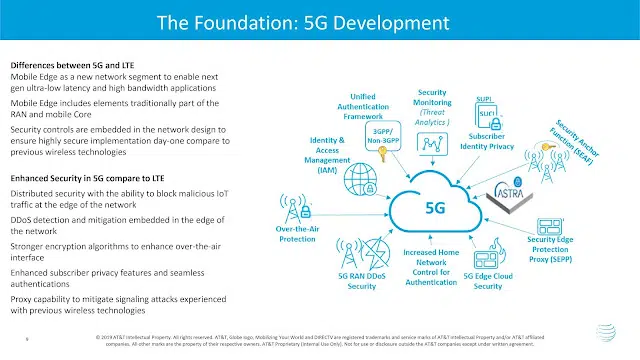 The Foundation: 5G Development
Differences between 5G and LTE
Mobile Edge as a new network segment to enable next
gen ultra-low latency and high bandwidth applications
Mobile Edge includes elements traditionally part of the
RAN and mobile Core
Security controls are embedded in the network design to
ensure highly secure implementation day-one compare to
previous wireless technologies
Enhanced Security in 5G compare to LTE
Distributed security with the ability to block malicious IoT
traffic at the edge of the network
DDoS detection and mitigation embedded in the edge of
the network
Stronger encryption algorithms to enhance over-the-air
interface
Enhanced subscriber privacy features and seamless
authentications
Proxy capability to mitigate signaling attacks experienced
with previous wireless technologies
Unified
Authentication
Framework
3GPP/
Non-3GPP
Security
Monitoring
(Threat
Analytics )
SUPI
SUCI
Subscriber
Identity Privacy
Security Anchor
Function (SEAF)
Identity &
Access
Management
(IAM)
ASTRA
5G
Over-the-Air
Protection
5G RAN DDoS
Security
Increased Home
Network
Control for
Authentication
5G Edge Cloud
Security
Security Edge
Protection
Proxy (SEPP)
© 2019 AT&T Intellectual Property. All rights reserved. AT&T, Globe logo, Mobilizing Your World and DIRECTV are registered trademarks and service marks of AT&T Intellectual Property and/or AT&T affiliated
companies. All other marks are the property of their respective owners. AT&T Proprietary (Internal Use Only). Not for use or disclosure outside the AT&T companies except under written agreement.